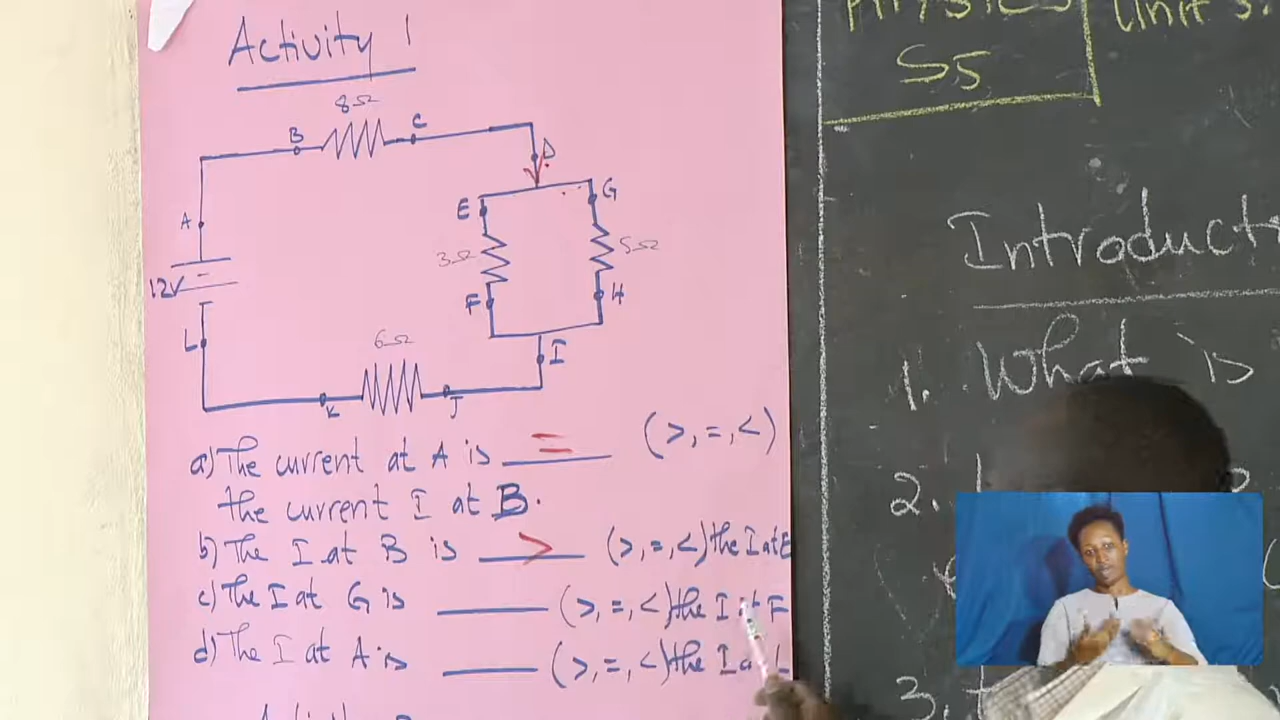 Activity 1
8Ω
B
C
D
A
E
G
3Ω
5Ω
12V
F
H
L
6Ω
I
K
J
a) The current at A is = (>, =, <)
the current I at B.
b) The I at B is > (>, =, <) the I at E
c) The I at G is ____ (>, =, <) the I at F
d) The I at A is ____ (>, =, <) the I at L
PHYSICS
Unit 3:
S5
1. What is
2.
3.